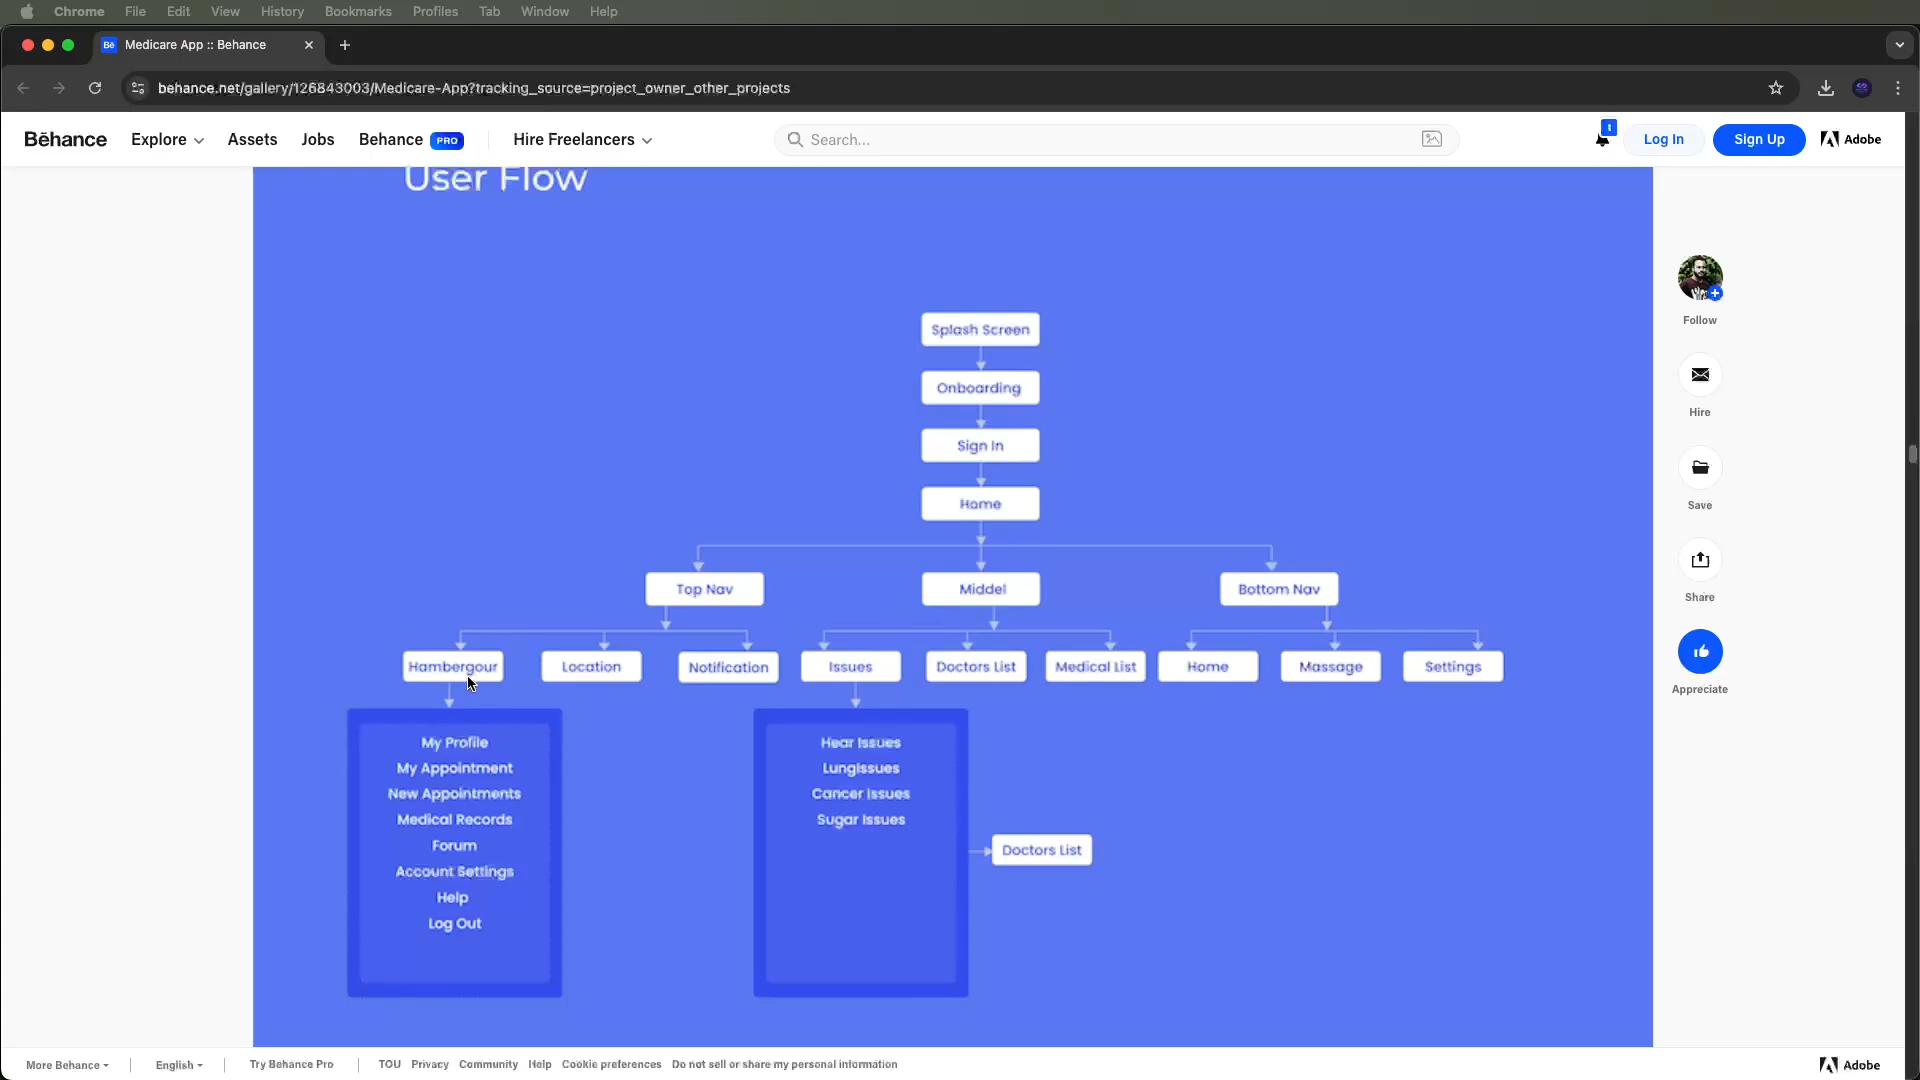 Chrome File Edit View History Bookmarks Profiles Tab Window Help
Bē Medicare App :: Behance
behance.net/gallery/126843003/Medicare-App?tracking_source=project_owner_other_projects
Bēhance Explore Assets Jobs Behance PRO Hire Freelancers Search... Log In Sign Up Adobe
User Flow
Splash Screen
Onboarding
Sign In
Home
Top Nav Middel Bottom Nav
Hambergour Location Notification Issues Doctors List Medical List Home Massage Settings
My Profile
My Appointment
New Appointments
Medical Records
Forum
Account Settings
Help
Log Out
Hear Issues
LungIssues
Cancer Issues
Sugar Issues
Doctors List
Follow
Hire
Save
Share
Appreciate
More Behance English Try Behance Pro TOU Privacy Community Help Cookie preferences Do not sell or share my personal information Adobe